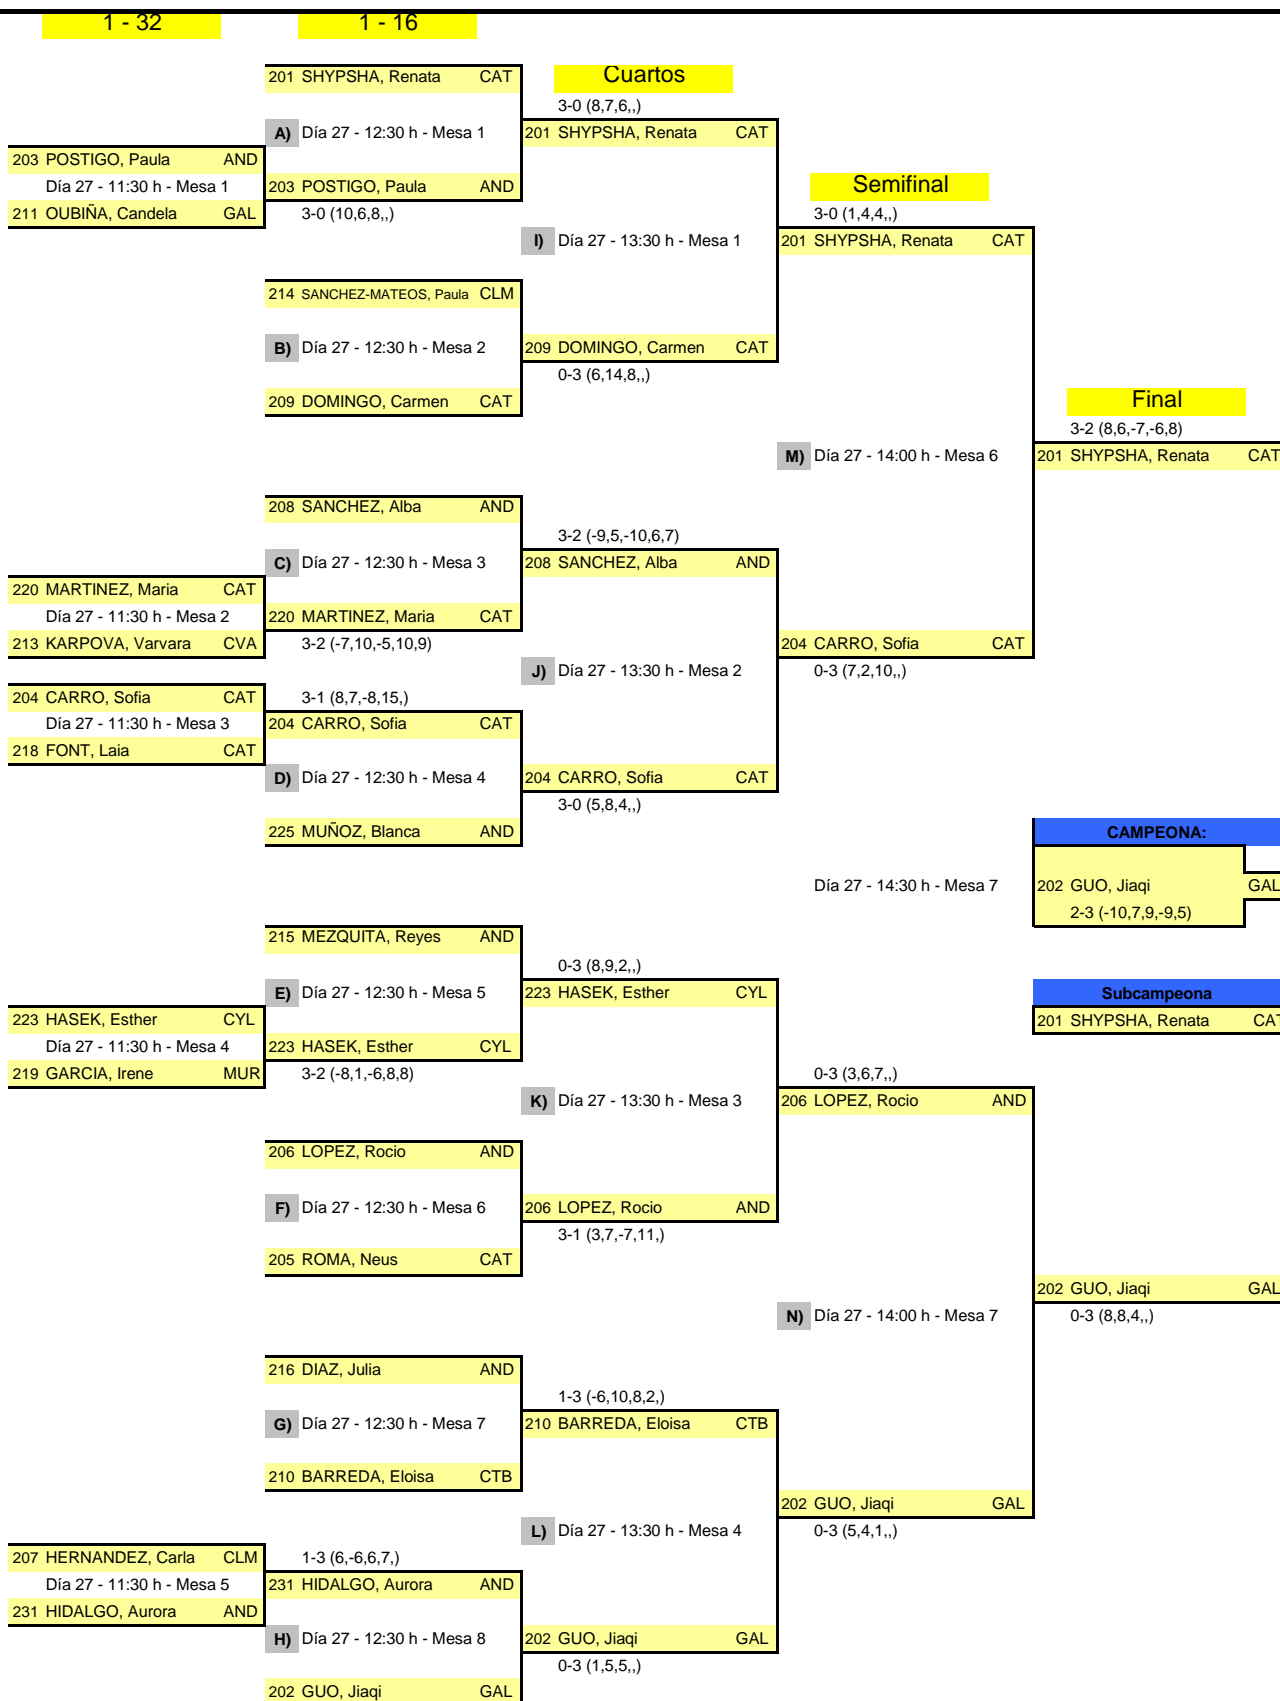 1 - 32 1 - 16
201 SHYPSHA, Renata CAT Cuartos
3-0 (8,7,6,,)
A) Día 27 - 12:30 h - Mesa 1 201 SHYPSHA, Renata CAT
203 POSTIGO, Paula AND
Día 27 - 11:30 h - Mesa 1 203 POSTIGO, Paula AND Semifinal
211 OUBIÑA, Candela GAL 3-0 (10,6,8,,) 3-0 (1,4,4,,)
I) Día 27 - 13:30 h - Mesa 1 201 SHYPSHA, Renata CAT
214 SANCHEZ-MATEOS, Paula CLM
B) Día 27 - 12:30 h - Mesa 2 209 DOMINGO, Carmen CAT
0-3 (6,14,8,,)
209 DOMINGO, Carmen CAT Final
3-2 (8,6,-7,-6,8)
M) Día 27 - 14:00 h - Mesa 6 201 SHYPSHA, Renata CAT
208 SANCHEZ, Alba AND
3-2 (-9,5,-10,6,7)
C) Día 27 - 12:30 h - Mesa 3 208 SANCHEZ, Alba AND
220 MARTINEZ, Maria CAT
Día 27 - 11:30 h - Mesa 2 220 MARTINEZ, Maria CAT
213 KARPOVA, Varvara CVA 3-2 (-7,10,-5,10,9) 204 CARRO, Sofia CAT
J) Día 27 - 13:30 h - Mesa 2 0-3 (7,2,10,,)
204 CARRO, Sofia CAT 3-1 (8,7,-8,15,)
Día 27 - 11:30 h - Mesa 3 204 CARRO, Sofia CAT
218 FONT, Laia CAT
D) Día 27 - 12:30 h - Mesa 4 204 CARRO, Sofia CAT
3-0 (5,8,4,,)
225 MUÑOZ, Blanca AND CAMPEONA:
Día 27 - 14:30 h - Mesa 7 202 GUO, Jiaqi GAL
2-3 (-10,7,9,-9,5)
215 MEZQUITA, Reyes AND
0-3 (8,9,2,,)
E) Día 27 - 12:30 h - Mesa 5 223 HASEK, Esther CYL Subcampeona
223 HASEK, Esther CYL 201 SHYPSHA, Renata CAT
Día 27 - 11:30 h - Mesa 4 223 HASEK, Esther CYL
219 GARCIA, Irene MUR 3-2 (-8,1,-6,8,8) 0-3 (3,6,7,,)
K) Día 27 - 13:30 h - Mesa 3 206 LOPEZ, Rocio AND
206 LOPEZ, Rocio AND
F) Día 27 - 12:30 h - Mesa 6 206 LOPEZ, Rocio AND
3-1 (3,7,-7,11,)
205 ROMA, Neus CAT
202 GUO, Jiaqi GAL
N) Día 27 - 14:00 h - Mesa 7 0-3 (8,8,4,,)
216 DIAZ, Julia AND
1-3 (-6,10,8,2,)
G) Día 27 - 12:30 h - Mesa 7 210 BARREDA, Eloisa CTB
210 BARREDA, Eloisa CTB
202 GUO, Jiaqi GAL
L) Día 27 - 13:30 h - Mesa 4 0-3 (5,4,1,,)
207 HERNANDEZ, Carla CLM 1-3 (6,-6,6,7,)
Día 27 - 11:30 h - Mesa 5 231 HIDALGO, Aurora AND
231 HIDALGO, Aurora AND
H) Día 27 - 12:30 h - Mesa 8 202 GUO, Jiaqi GAL
0-3 (1,5,5,,)
202 GUO, Jiaqi GAL